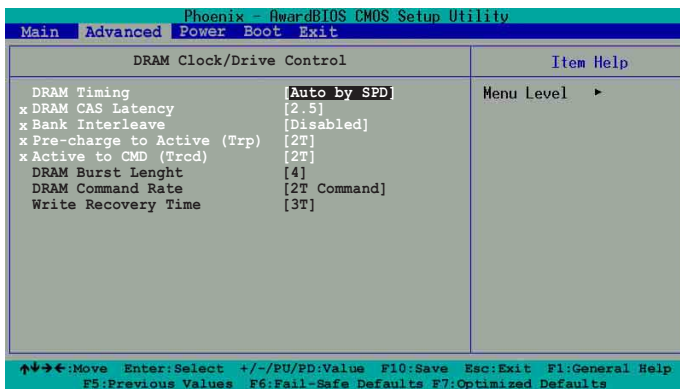 Phoenix - AwardBIOS CMOS Setup Utility
Main Advanced Power Boot Exit
DRAM Clock/Drive Control
Item Help
DRAM Timing [Auto by SPD]
x DRAM CAS Latency [2.5]
x Bank Interleave [Disabled]
x Pre-charge to Active (Trp) [2T]
x Active to CMD (Trcd) [2T]
DRAM Burst Lenght [4]
DRAM Command Rate [2T Command]
Write Recovery Time [3T]
Menu Level ►
↑↓→←:Move Enter:Select +/-/PU/PD:Value F10:Save Esc:Exit F1:General Help
F5:Previous Values F6:Fail-Safe Defaults F7:Optimized Defaults